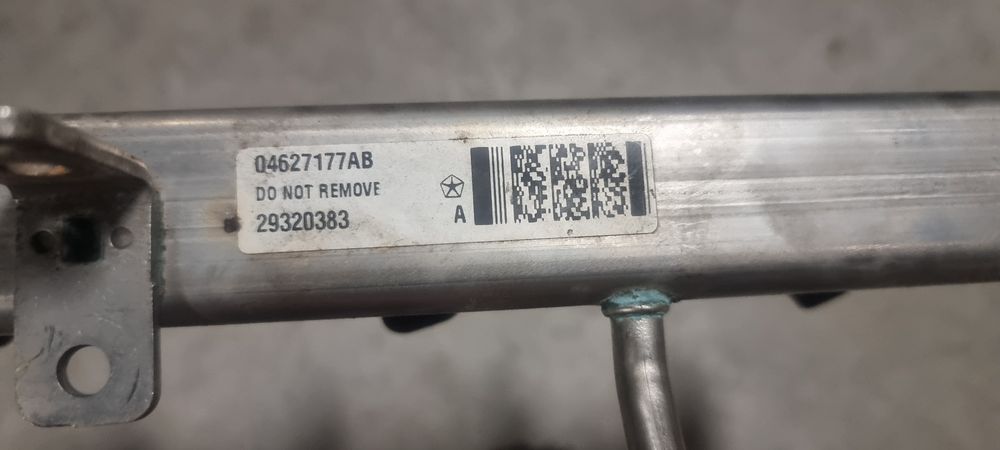 04627177AB
DO NOT REMOVE
29320383
A